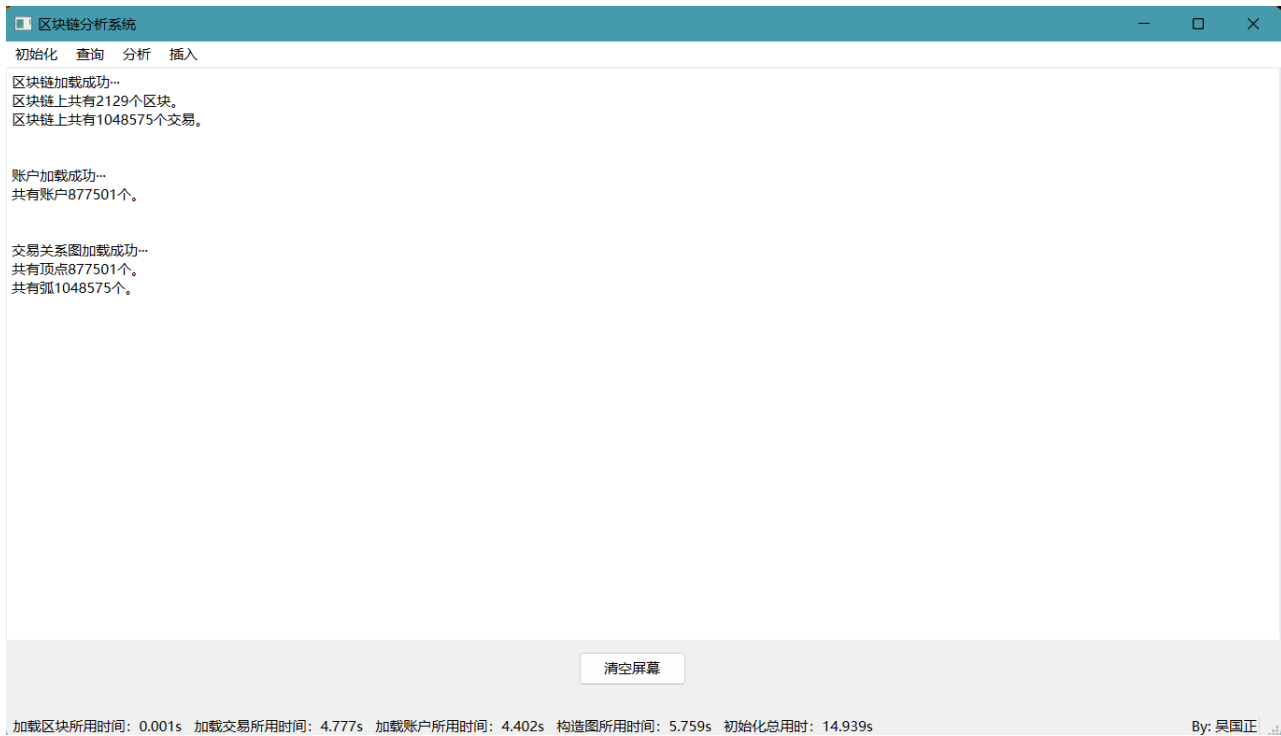 区块链分析系统
初始化 查询 分析 插入
区块链加载成功…
区块链上共有2129个区块。
区块链上共有1048575个交易。
账户加载成功…
共有账户877501个。
交易关系图加载成功…
共有顶点877501个。
共有弧1048575个。
清空屏幕
加载区块所用时间：0.001s 加载交易所用时间：4.777s 加载账户所用时间：4.402s 构造图所用时间：5.759s 初始化总用时：14.939s By: 吴国正